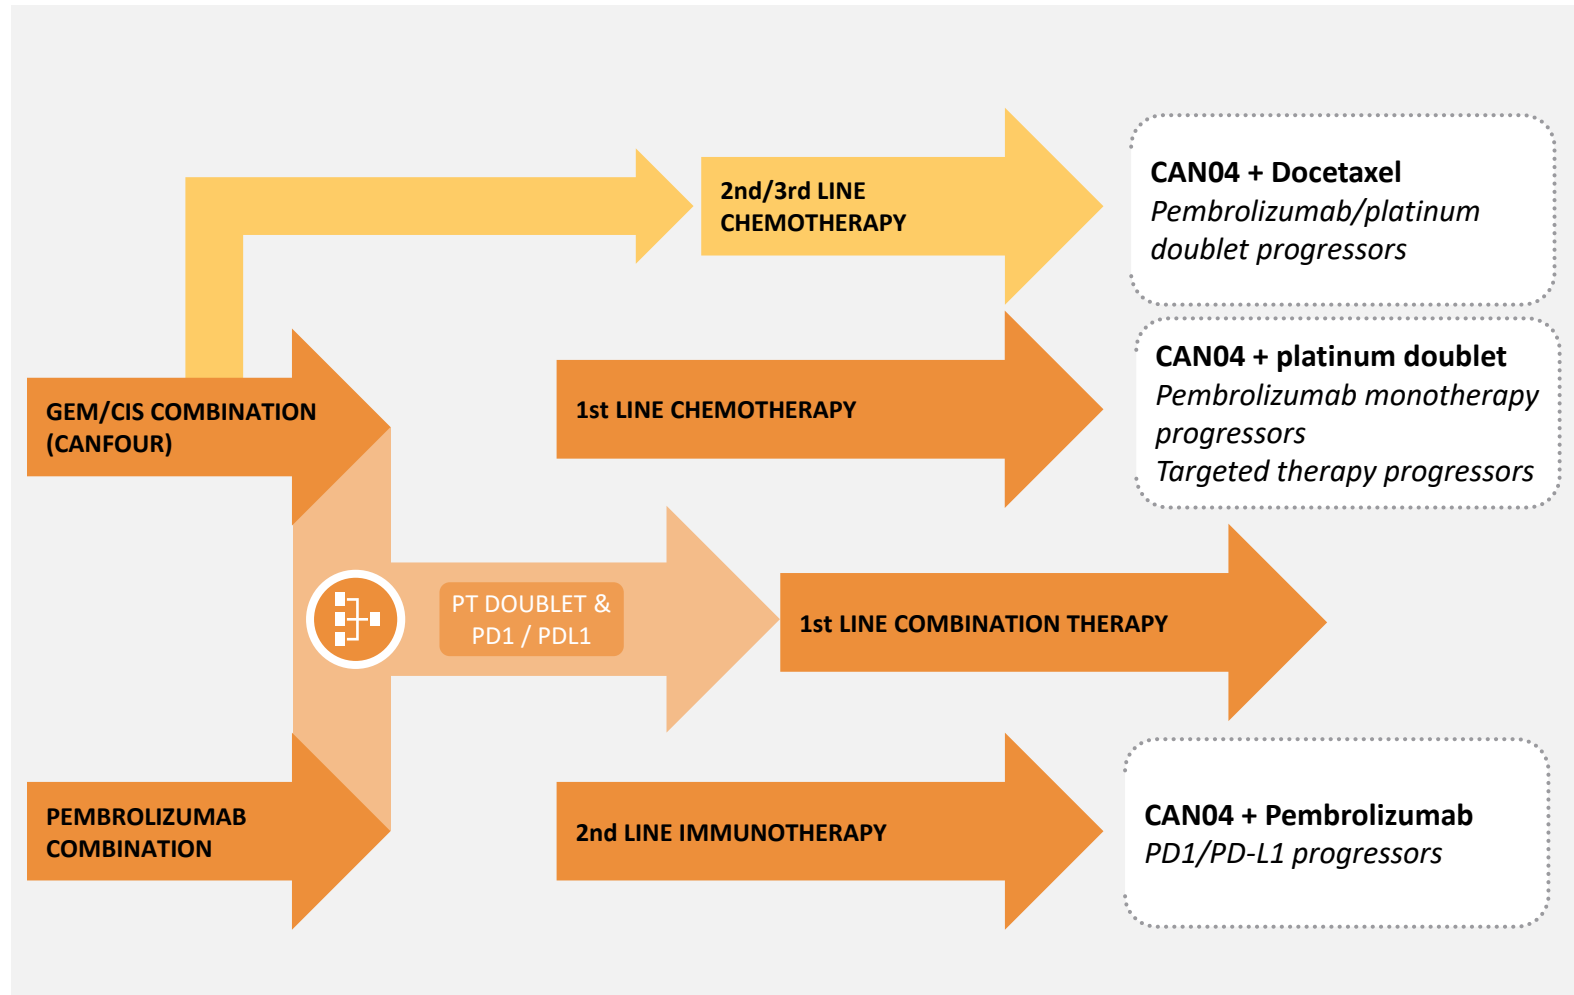 2nd/3rd LINE
CHEMOTHERAPY
CAN04 + Docetaxel
Pembrolizumab/platinum
doublet progressors
GEM/CIS COMBINATION
(CANFOUR)
1st LINE CHEMOTHERAPY
CAN04 + platinum doublet
Pembrolizumab monotherapy
progressors
Targeted therapy progressors
PT DOUBLET &
PD1 / PDL1
1st LINE COMBINATION THERAPY
PEMBROLIZUMAB
COMBINATION
2nd LINE IMMUNOTHERAPY
CAN04 + Pembrolizumab
PD1/PD-L1 progressors